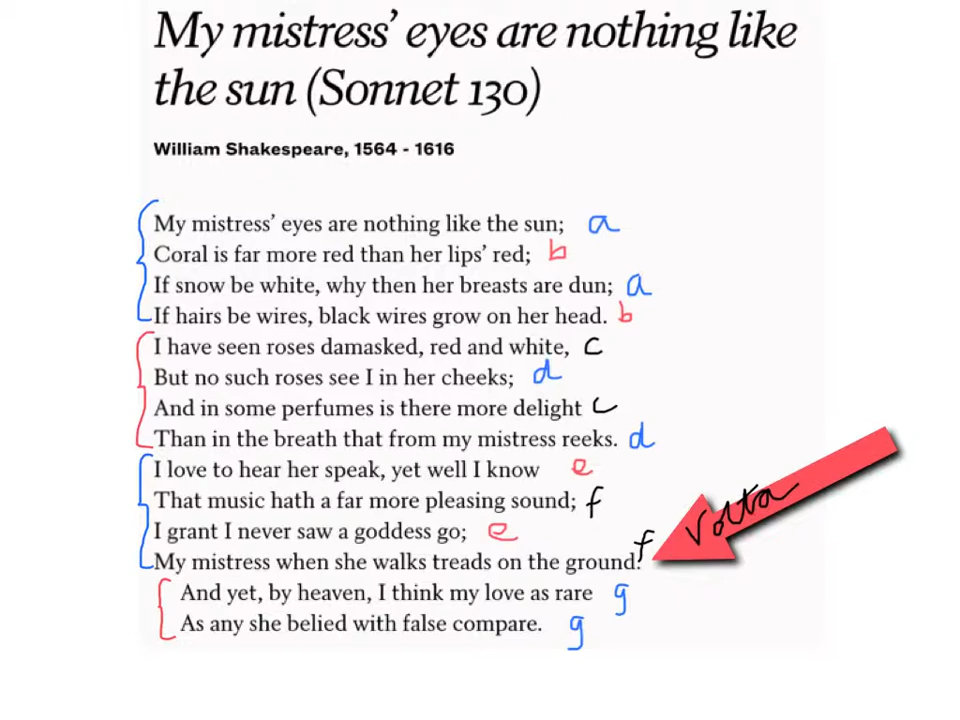 My mistress’ eyes are nothing like
the sun (Sonnet 130)
William Shakespeare, 1564 - 1616
My mistress’ eyes are nothing like the sun; a
Coral is far more red than her lips’ red; b
If snow be white, why then her breasts are dun; a
If hairs be wires, black wires grow on her head. b
I have seen roses damasked, red and white, c
But no such roses see I in her cheeks; d
And in some perfumes is there more delight c
Than in the breath that from my mistress reeks. d
I love to hear her speak, yet well I know e
That music hath a far more pleasing sound; f
I grant I never saw a goddess go; e
My mistress when she walks treads on the ground. f
Volta
And yet, by heaven, I think my love as rare g
As any she belied with false compare. g